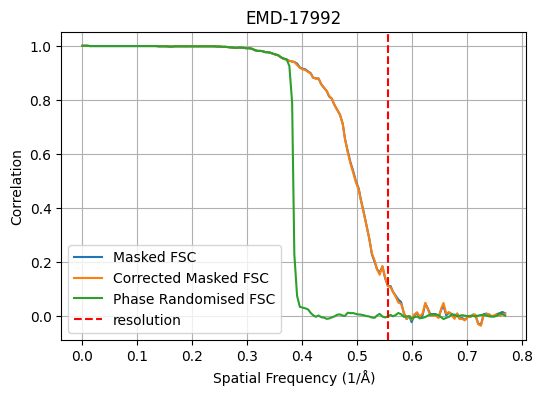 EMD-17992
1.0
0.8
0.6
0.4
0.2
0.0
Correlation
Masked FSC
Corrected Masked FSC
Phase Randomised FSC
resolution
0.0 0.1 0.2 0.3 0.4 0.5 0.6 0.7 0.8
Spatial Frequency (1/Å)